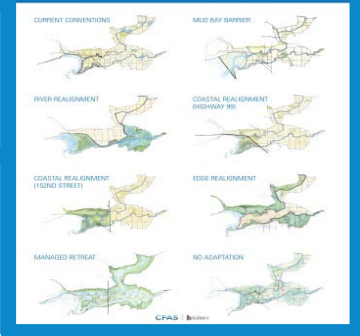 CURRENT CONVENTIONS
MUD BAY BARRIER
RIVER REALIGNMENT
COASTAL REALIGNMENT
(HIGHWAY 99)
COASTAL REALIGNMENT
(152ND STREET)
EDGE REALIGNMENT
MANAGED RETREAT
NO ADAPTATION
CFAS